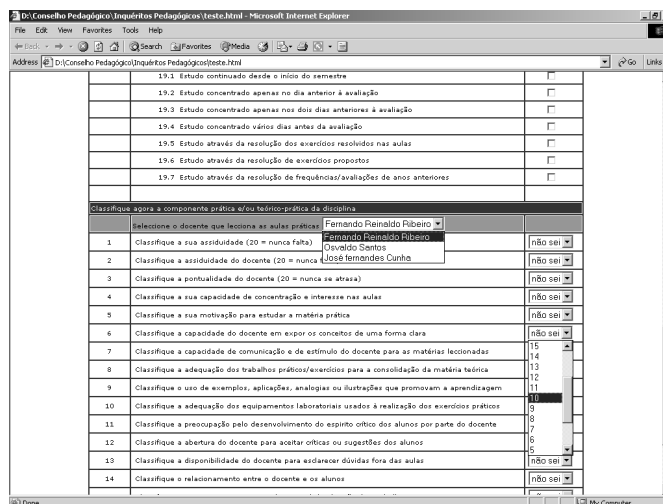 D:\Conselho Pedagógico\Inquéritos Pedagógicos\teste.html - Microsoft Internet Explorer
File Edit View Favorites Tools Help
Back Search Favorites Media
Address D:\Conselho Pedagógico\Inquéritos Pedagógicos\teste.html Go Links
19.1 Estudo continuado desde o início do semestre
19.2 Estudo concentrado apenas no dia anterior á avaliação
19.3 Estudo concentrado apenas nos dois dias anteriores á avaliação
19.4 Estudo concentrado vários dias antes da avaliação
19.5 Estudo através da resolução dos exercícios resolvidos nas aulas
19.6 Estudo através da resolução de exercícios propostos
19.7 Estudo através da resolução de frequências/avaliações de anos anteriores
Classifique agora a componente prática e/ou teórico-prática da disciplina
Seleccione o docente que lecciona as aulas práticas Fernando Reinaldo Ribeiro
Fernando Reinaldo Ribeiro
Osvaldo Santos
José fernandes Cunha
1 Classifique a sua assiduidade (20 = nunca falta) não sei
2 Classifique a assiduidade do docente (20 = nunca não sei
3 Classifique a pontualidade do docente (20 = nunca se atrasa) não sei
4 Classifique a sua capacidade de concentração e interesse nas aulas não sei
5 Classifique a sua motivação para estudar a matéria prática não sei
6 Classifique a capacidade do docente em expor os conceitos de uma forma clara não sei
15
14
13
12
11
10
9
8
7
6
5
7 Classifique a capacidade de comunicação e de estímulo do docente para as matérias leccionadas
8 Classifique a adequação dos trabalhos práticos/exercícios para a consolidação da matéria teórica
9 Classifique o uso de exemplos, aplicações, analogias ou ilustrações que promovam a aprendizagem
10 Classifique a adequação dos equipamentos laboratoriais usados à realização dos exercícios práticos
11 Classifique a preocupação pelo desenvolvimento do espírito crítico dos alunos por parte do docente
12 Classifique a abertura do docente para aceitar críticas ou sugestões dos alunos
13 Classifique a disponibilidade do docente para esclarecer dúvidas fora das aulas não sei
14 Classifique o relacionamento entre o docente e os alunos não sei
Done My Computer